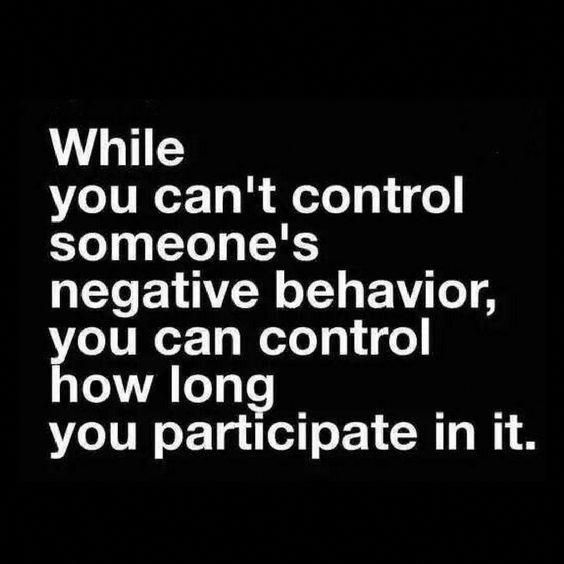 While
you can't control
someone's
negative behavior,
you can control
how long
you participate in it.